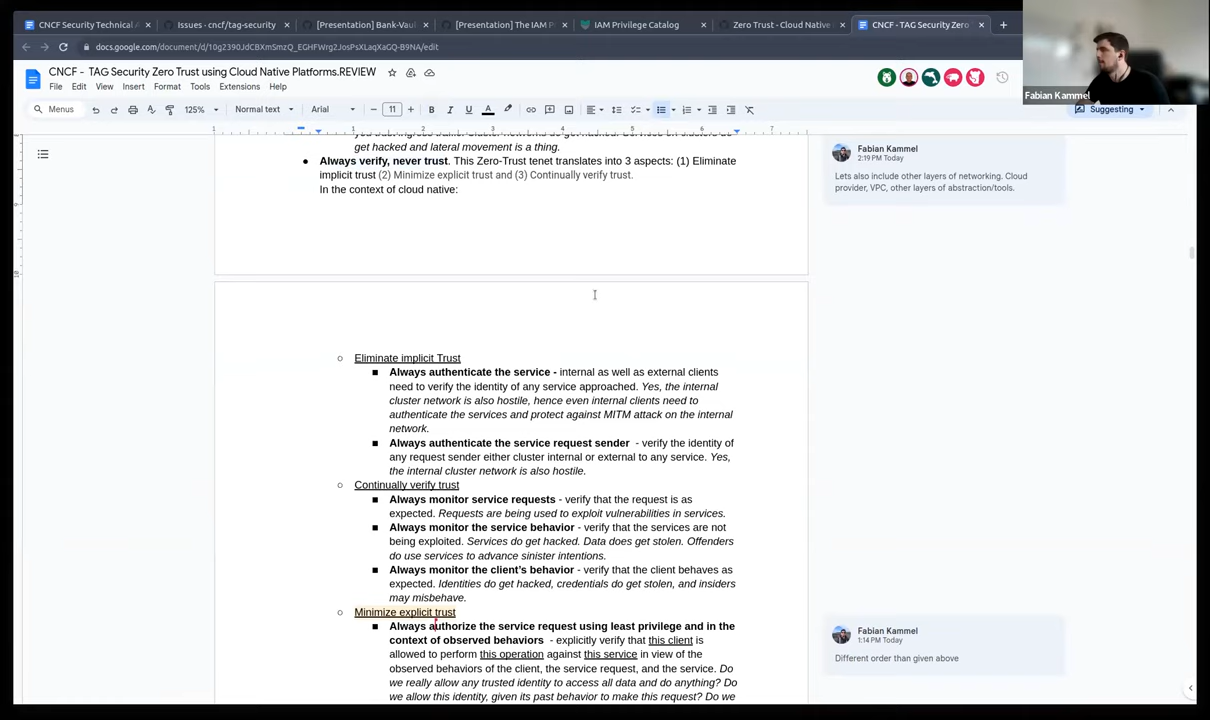 CNCF Security Technical A
Issues · cncf/tag-security
[Presentation] Bank-Vaul
[Presentation] The IAM P
IAM Privilege Catalog
Zero Trust - Cloud Native
CNCF - TAG Security Zero
docs.google.com/document/d/10g2390JdCBXmSmzQ_EGHFWrg2JosPsXLaqXaGQ-B9NA/edit
CNCF - TAG Security Zero Trust using Cloud Native Platforms.REVIEW
File Edit View Insert Format Tools Extensions Help
Fabian Kammel
Menus 125% Normal text Arial 11 Suggesting
1 1 2 3 4 5 6 7
get hacked and lateral movement is a thing.
Always verify, never trust. This Zero-Trust tenet translates into 3 aspects: (1) Eliminate
implicit trust (2) Minimize explicit trust and (3) Continually verify trust.
In the context of cloud native:
Fabian Kammel
2:19 PM Today
Lets also include other layers of networking. Cloud
provider, VPC, other layers of abstraction/tools.
Eliminate implicit Trust
Always authenticate the service - internal as well as external clients
need to verify the identity of any service approached. Yes, the internal
cluster network is also hostile, hence even internal clients need to
authenticate the services and protect against MITM attack on the internal
network.
Always authenticate the service request sender - verify the identity of
any request sender either cluster internal or external to any service. Yes,
the internal cluster network is also hostile.
Continually verify trust
Always monitor service requests - verify that the request is as
expected. Requests are being used to exploit vulnerabilities in services.
Always monitor the service behavior - verify that the services are not
being exploited. Services do get hacked. Data does get stolen. Offenders
do use services to advance sinister intentions.
Always monitor the client's behavior - verify that the client behaves as
expected. Identities do get hacked, credentials do get stolen, and insiders
may misbehave.
Minimize explicit trust
Always authorize the service request using least privilege and in the
context of observed behaviors - explicitly verify that this client is
allowed to perform this operation against this service in view of the
observed behaviors of the client, the service request, and the service. Do
we really allow any trusted identity to access all data and do anything? Do
we allow this identity, given its past behavior to make this request? Do we
Fabian Kammel
1:14 PM Today
Different order than given above